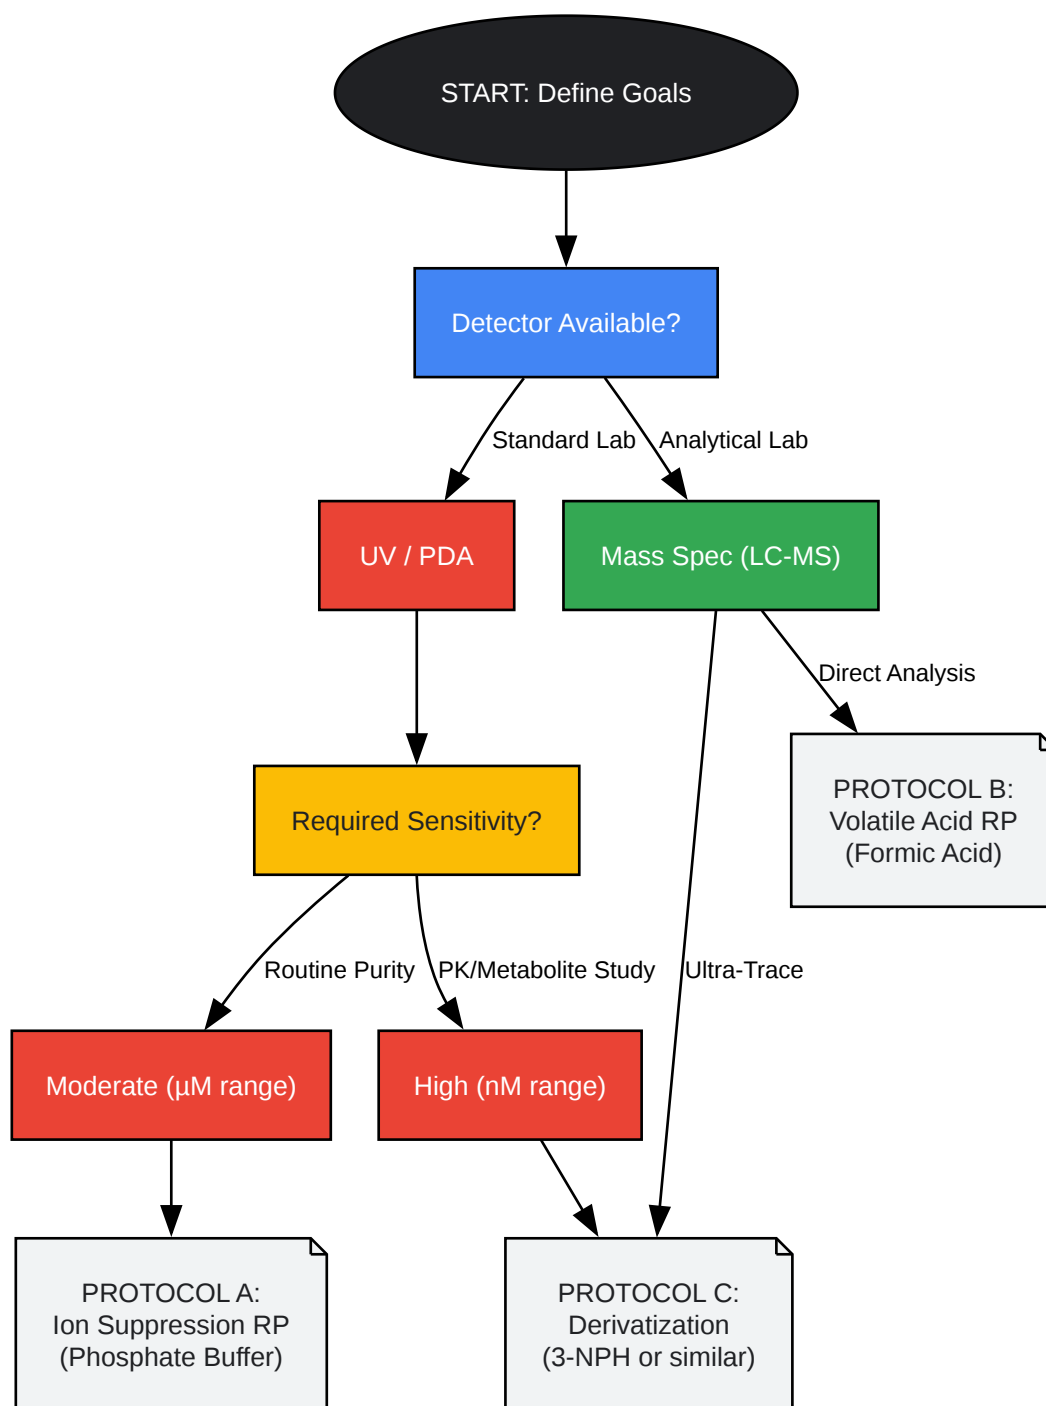 START: Define Goals
Detector Available?
Standard Lab
Analytical Lab
UV / PDA
Mass Spec (LC-MS)
Direct Analysis
Required Sensitivity?
PROTOCOL B:
Volatile Acid RP
(Formic Acid)
Routine Purity
PK/Metabolite Study
Ultra-Trace
Moderate (µM range)
High (nM range)
PROTOCOL A:
Ion Suppression RP
(Phosphate Buffer)
PROTOCOL C:
Derivatization
(3-NPH or similar)